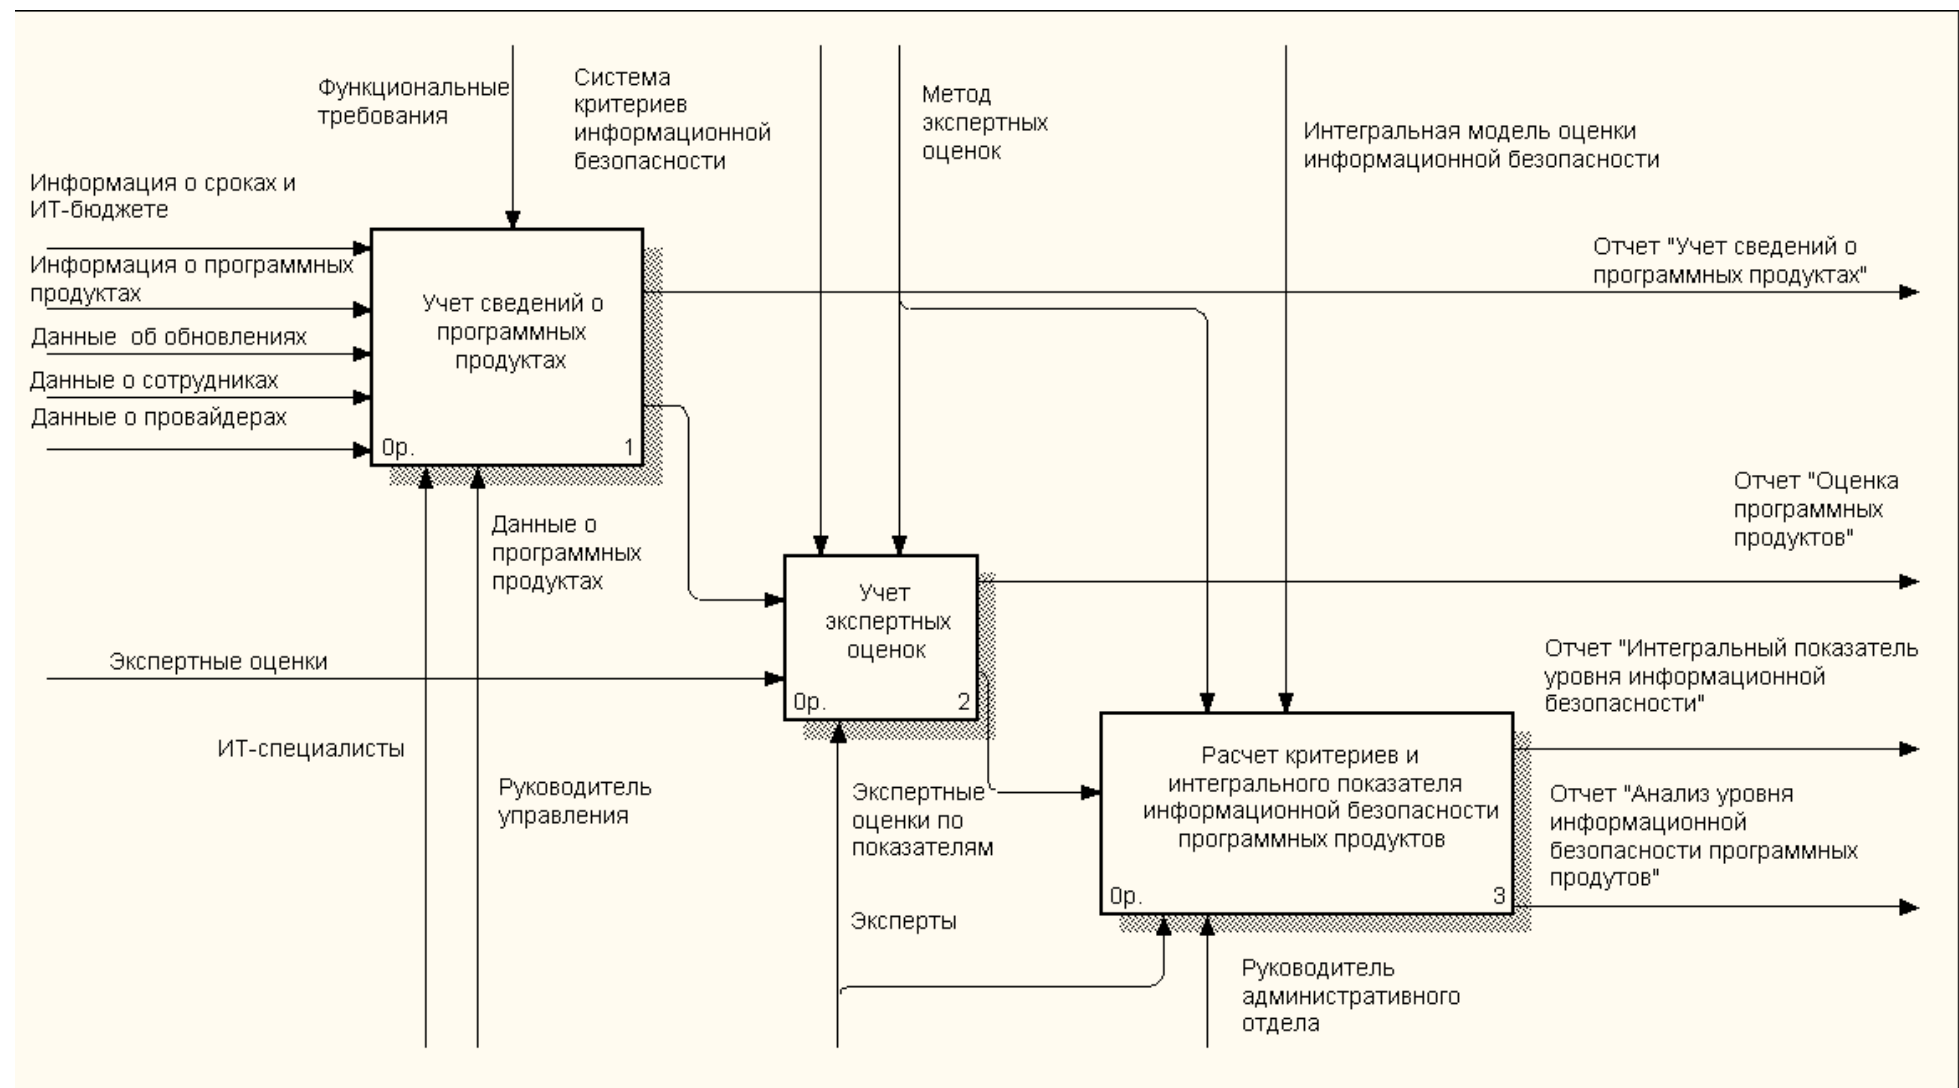 Функциональные
требования
Система
критериев
информационной
безопасности
Метод
экспертных
оценок
Интегральная модель оценки
информационной безопасности
Информация о сроках и
ИТ-бюджете
Информация о программных
продуктах
Данные об обновлениях
Данные о сотрудниках
Данные о провайдерах
Учет сведений о
программных
продуктах
0р.
1
Отчет "Учет сведений о
программных продуктах"
Данные о
программных
продуктах
Отчет "Оценка
программных
продуктов"
Учет
экспертных
оценок
0р.
2
Экспертные оценки
ИТ-специалисты
Руководитель
управления
Экспертные
оценки по
показателям
Эксперты
Отчет "Интегральный показатель
уровня информационной
безопасности"
Расчет критериев и
интегрального показателя
информационной безопасности
программных продуктов
0р.
3
Отчет "Анализ уровня
информационной
безопасности программных
продутов"
Руководитель
административного
отдела